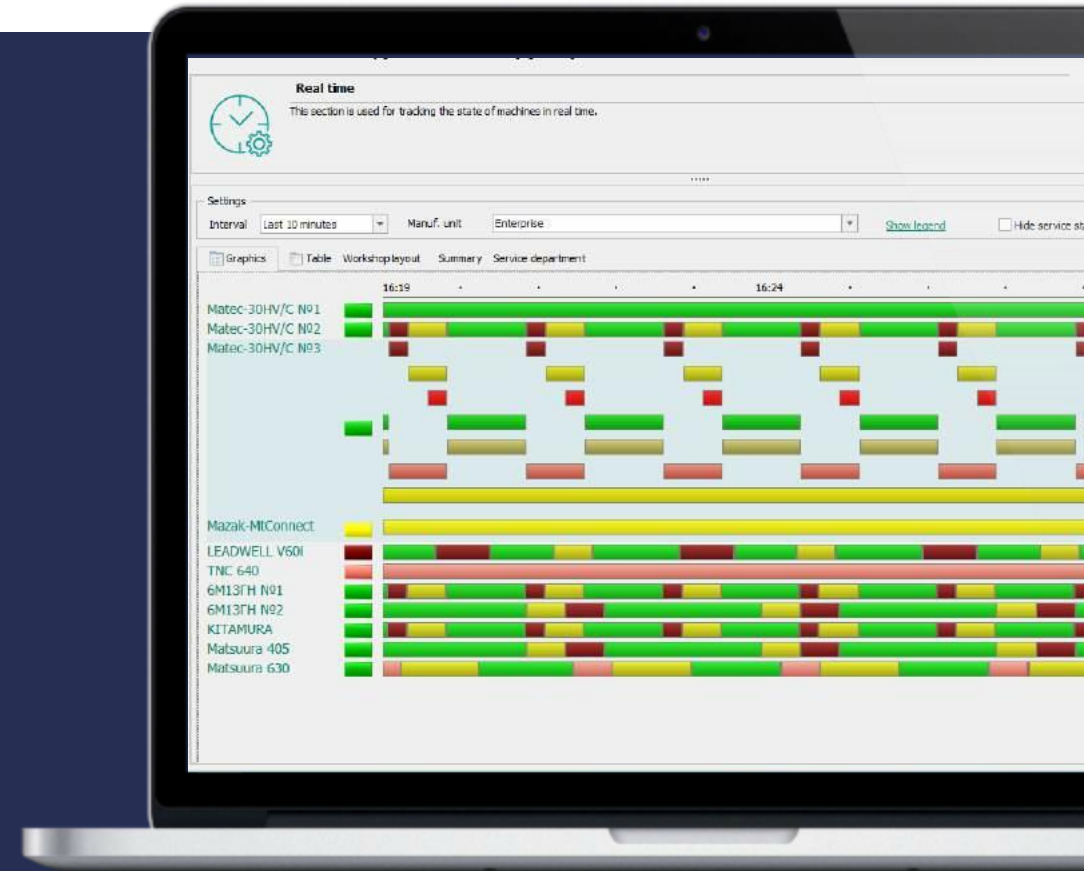 Real time
This section is used for tracking the state of machines in real time.
Settings
Interval Last 10 minutes Manuf. unit Enterprise Show legend Hide service sta
Graphics Table Workshop layout Summary Service department
16:19 16:24
Matec-30HV/C №1
Matec-30HV/C №2
Matec-30HV/C №3
Mazak-MtConnect
LEADWELL V60i
TNC 640
6М13ГН №1
6М13ГН №2
KITAMURA
Matsuura 405
Matsuura 630